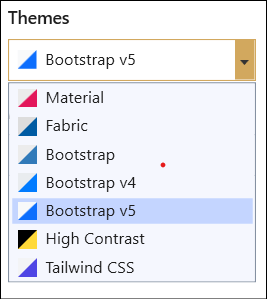 Themes
Bootstrap v5
Material
Fabric
Bootstrap
Bootstrap v4
Bootstrap v5
High Contrast
Tailwind CSS